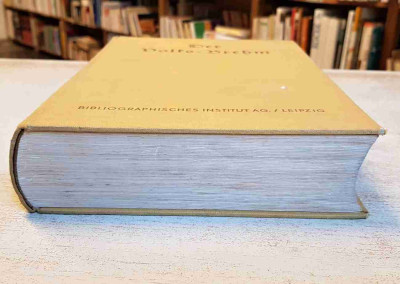 Der
Volks-Brehm
BIBLIOGRAPHISCHES INSTITUT AG. / LEIPZIG